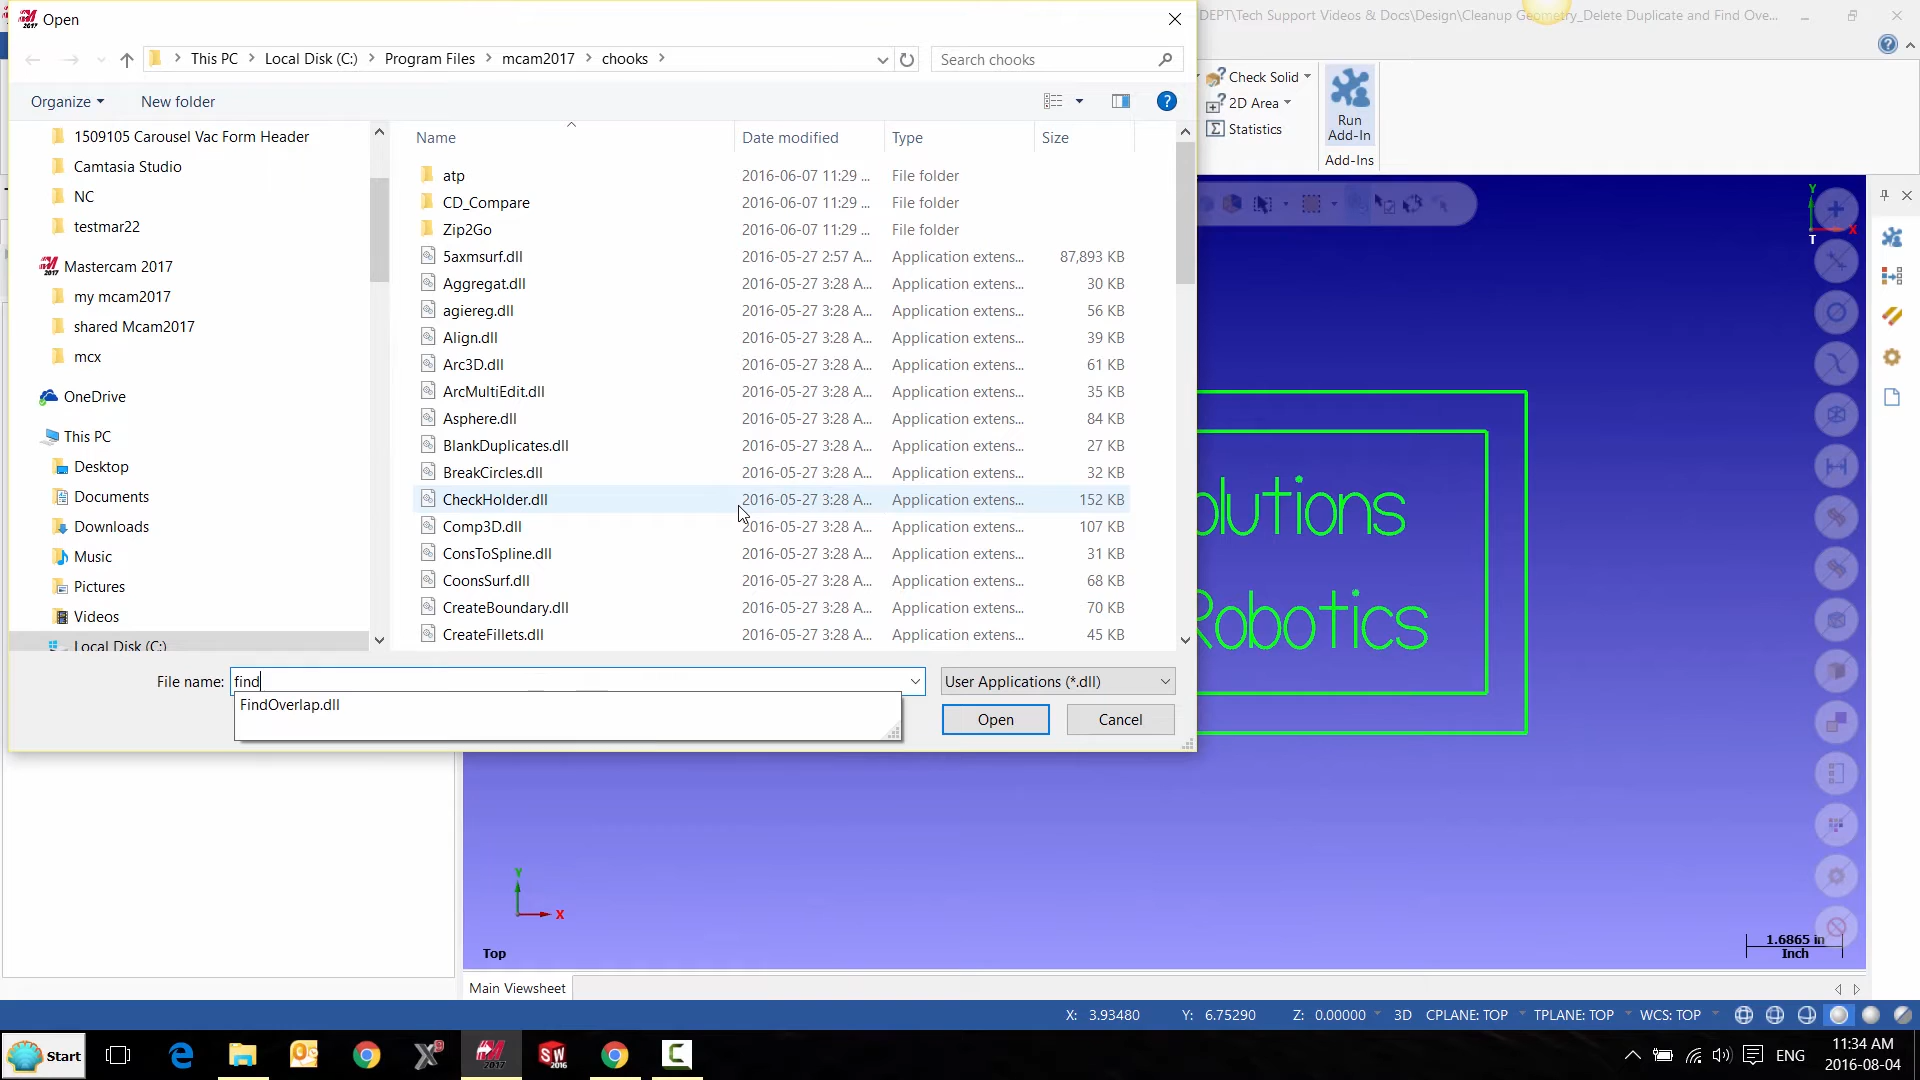 Open
DEPT\Tech Support Videos & Docs\Design\Cleanup Geometry_Delete Duplicate and Find Ove...
This PC > Local Disk (C:) > Program Files > mcam2017 > chooks >
Search chooks
Organize
New folder
Check Solid
2D Area
Statistics
Run
Add-In
Add-Ins
1509105 Carousel Vac Form Header
Camtasia Studio
NC
testmar22
Mastercam 2017
my mcam2017
shared Mcam2017
mcx
OneDrive
This PC
Desktop
Documents
Downloads
Music
Pictures
Videos
Local Disk (C:)
Name Date modified Type Size
atp 2016-06-07 11:29 ... File folder
CD_Compare 2016-06-07 11:29 ... File folder
Zip2Go 2016-06-07 11:29 ... File folder
5axmsurf.dll 2016-05-27 2:57 A... Application extens... 87,893 KB
Aggregat.dll 2016-05-27 3:28 A... Application extens... 30 KB
agiereg.dll 2016-05-27 3:28 A... Application extens... 56 KB
Align.dll 2016-05-27 3:28 A... Application extens... 39 KB
Arc3D.dll 2016-05-27 3:28 A... Application extens... 61 KB
ArcMultiEdit.dll 2016-05-27 3:28 A... Application extens... 35 KB
Asphere.dll 2016-05-27 3:28 A... Application extens... 84 KB
BlankDuplicates.dll 2016-05-27 3:28 A... Application extens... 27 KB
BreakCircles.dll 2016-05-27 3:28 A... Application extens... 32 KB
CheckHolder.dll 2016-05-27 3:28 A... Application extens... 152 KB
Comp3D.dll 2016-05-27 3:28 A... Application extens... 107 KB
ConsToSpline.dll 2016-05-27 3:28 A... Application extens... 31 KB
CoonsSurf.dll 2016-05-27 3:28 A... Application extens... 68 KB
CreateBoundary.dll 2016-05-27 3:28 A... Application extens... 70 KB
CreateFillets.dll 2016-05-27 3:28 A... Application extens... 45 KB
File name: find
User Applications (*.dll)
FindOverlap.dll
Open
Cancel
olutions
Robotics
Y
X
T
Y
X
Top
1.6865 in
Inch
Main Viewsheet
X: 3.93480 Y: 6.75290 Z: 0.00000 3D CPLANE: TOP TPLANE: TOP WCS: TOP
Start
2017
2016
ENG
11:34 AM
2016-08-04